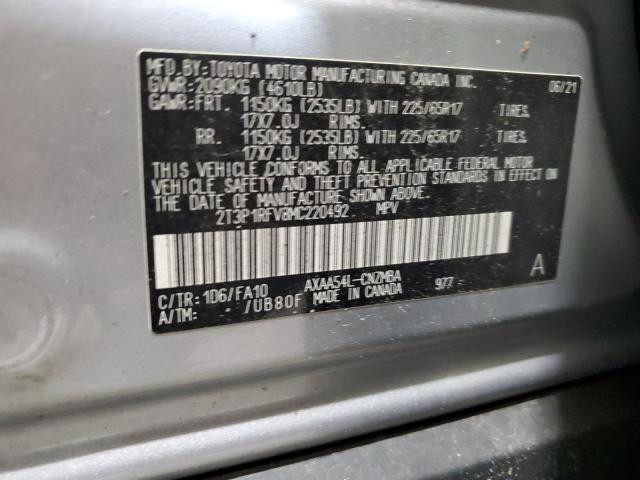 MFD. BY: TOYOTA MOTOR MANUFACTURING CANADA INC.
GVWR: 2090KG (4610LB) 06/21
GAWR: FRT. 1150KG (2535LB) WITH 225/65R17 TIRES.
17X7.0J RIMS.
RR. 1150KG (2535LB) WITH 225/65R17 TIRES.
17X7.0J RIMS.
THIS VEHICLE CONFORMS TO ALL APPLICABLE FEDERAL MOTOR
VEHICLE SAFETY AND THEFT PREVENTION STANDARDS IN EFFECT ON
THE DATE OF MANUFACTURE SHOWN ABOVE.
2T3P1RFV8MC220492 MPV
C/TR: 1D6/FA10 AXAA54L-CNZMBA 977 A
A/TM: /UB80F MADE IN CANADA